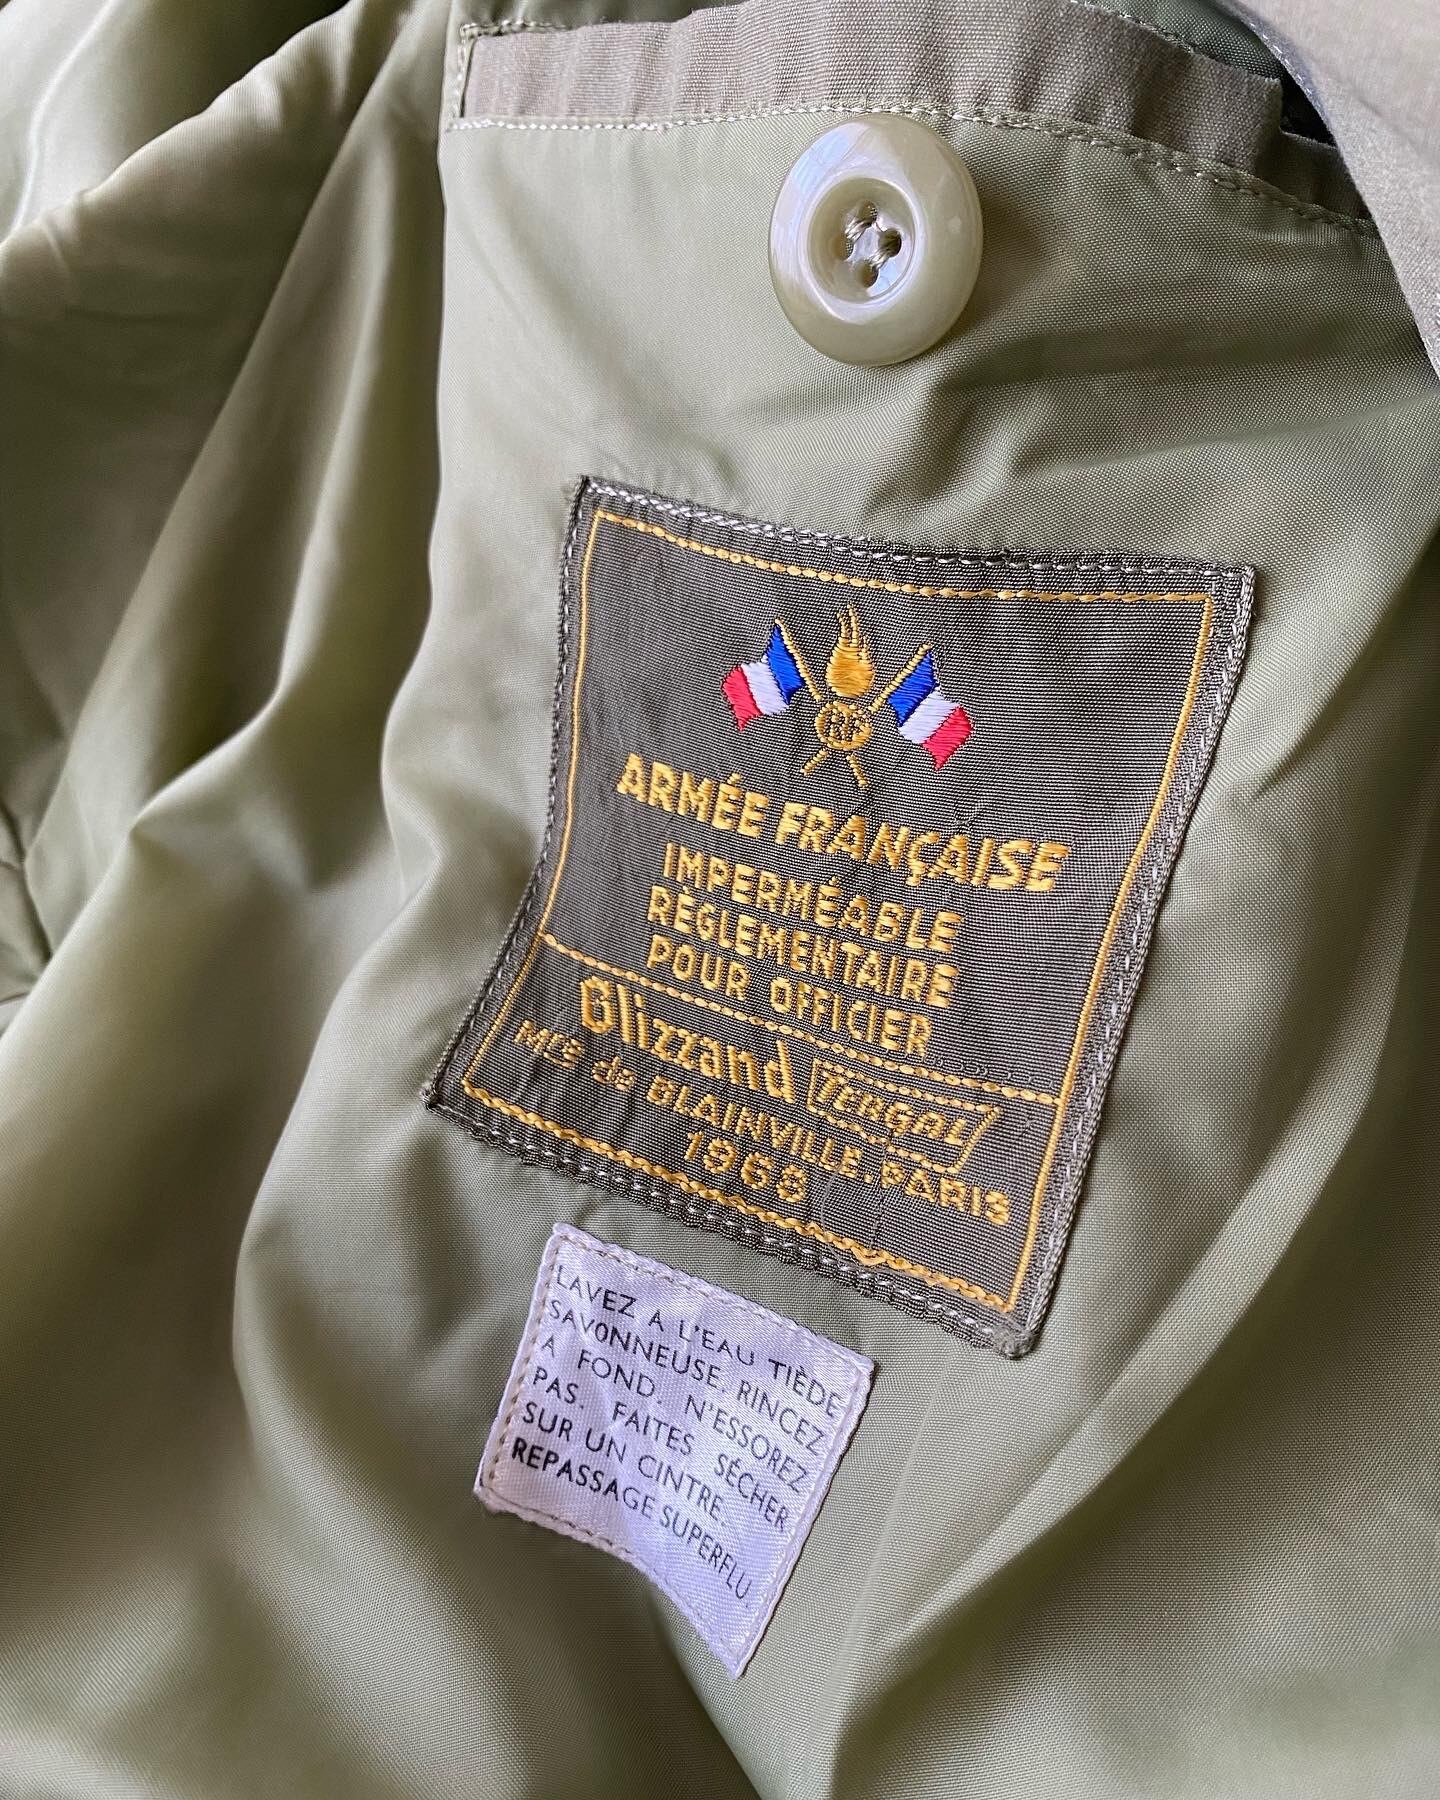 RF
ARMÉE FRANÇAISE
IMPERMÉABLE
RÉGLEMENTAIRE
POUR OFFICIER
Blizzand TERGAL
MCE de BLAINVILLE. PARIS
1968
LAVEZ A L'EAU TIÈDE
SAVONNEUSE. RINCEZ
A FOND. N'ESSOREZ
PAS. FAITES SÉCHER
SUR UN CINTRE.
REPASSAGE SUPERFLU.